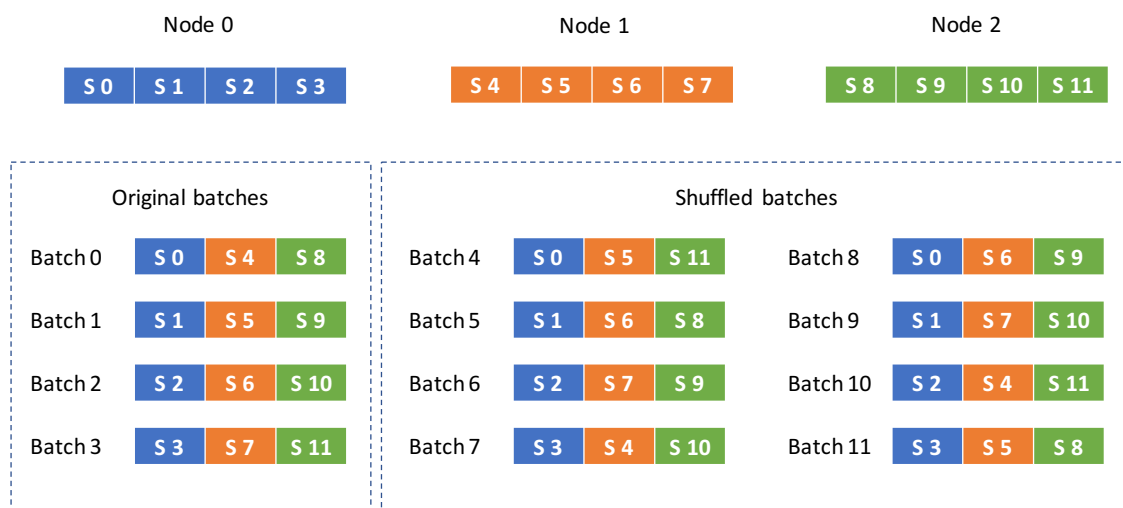 Node 0 Node 1 Node 2
S 0 S 1 S 2 S 3 S 4 S 5 S 6 S 7 S 8 S 9 S 10 S 11
Original batches
Batch 0 S 0 S 4 S 8
Batch 1 S 1 S 5 S 9
Batch 2 S 2 S 6 S 10
Batch 3 S 3 S 7 S 11
Shuffled batches
Batch 4 S 0 S 5 S 11
Batch 5 S 1 S 6 S 8
Batch 6 S 2 S 7 S 9
Batch 7 S 3 S 4 S 10
Batch 8 S 0 S 6 S 9
Batch 9 S 1 S 7 S 10
Batch 10 S 2 S 4 S 11
Batch 11 S 3 S 5 S 8